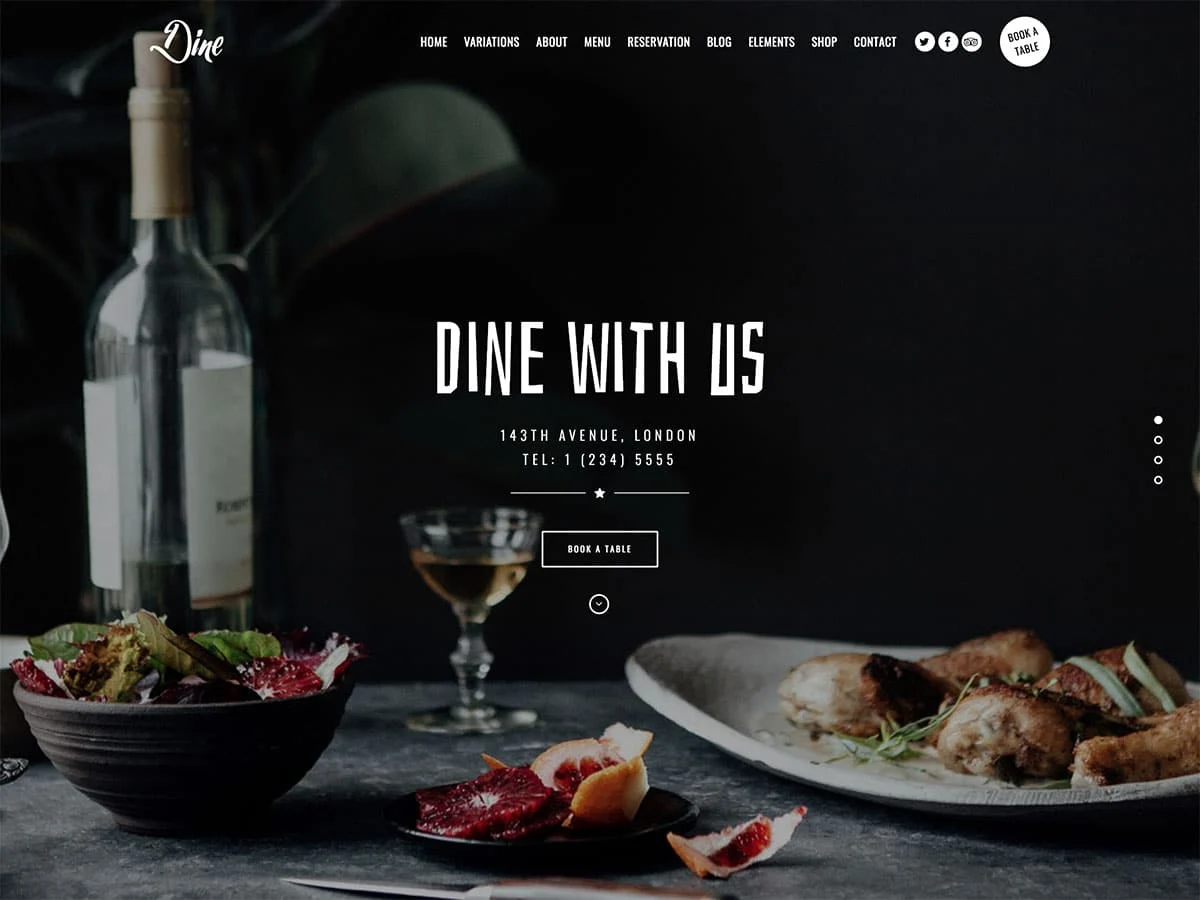 Dine
HOME VARIATIONS ABOUT MENU RESERVATION BLOG ELEMENTS SHOP CONTACT
BOOK A
TABLE
DINE WITH US
143TH AVENUE, LONDON
TEL: 1 (234) 5555
BOOK A TABLE